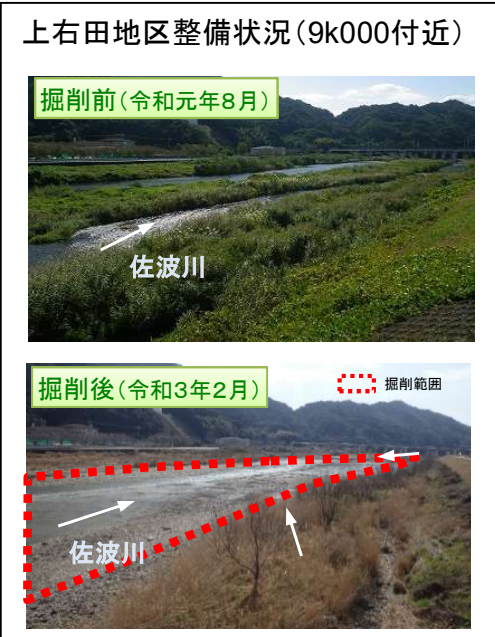 上右田地区整備状況(9k000付近)
掘削前(令和元年8月)
佐波川
掘削後(令和3年2月)
掘削範囲
佐波川